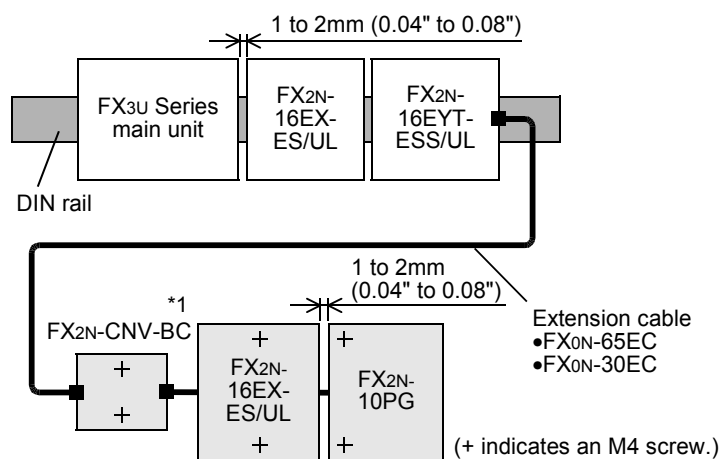 1 to 2mm (0.04" to 0.08")
FX3U Series
main unit
FX2N-
16EX-
ES/UL
FX2N-
16EYT-
ESS/UL
DIN rail
1 to 2mm
(0.04" to 0.08")
*1
FX2N-CNV-BC
FX2N-
16EX-
ES/UL
FX2N-
10PG
Extension cable
•FX0N-65EC
•FX0N-30EC
(+ indicates an M4 screw.)